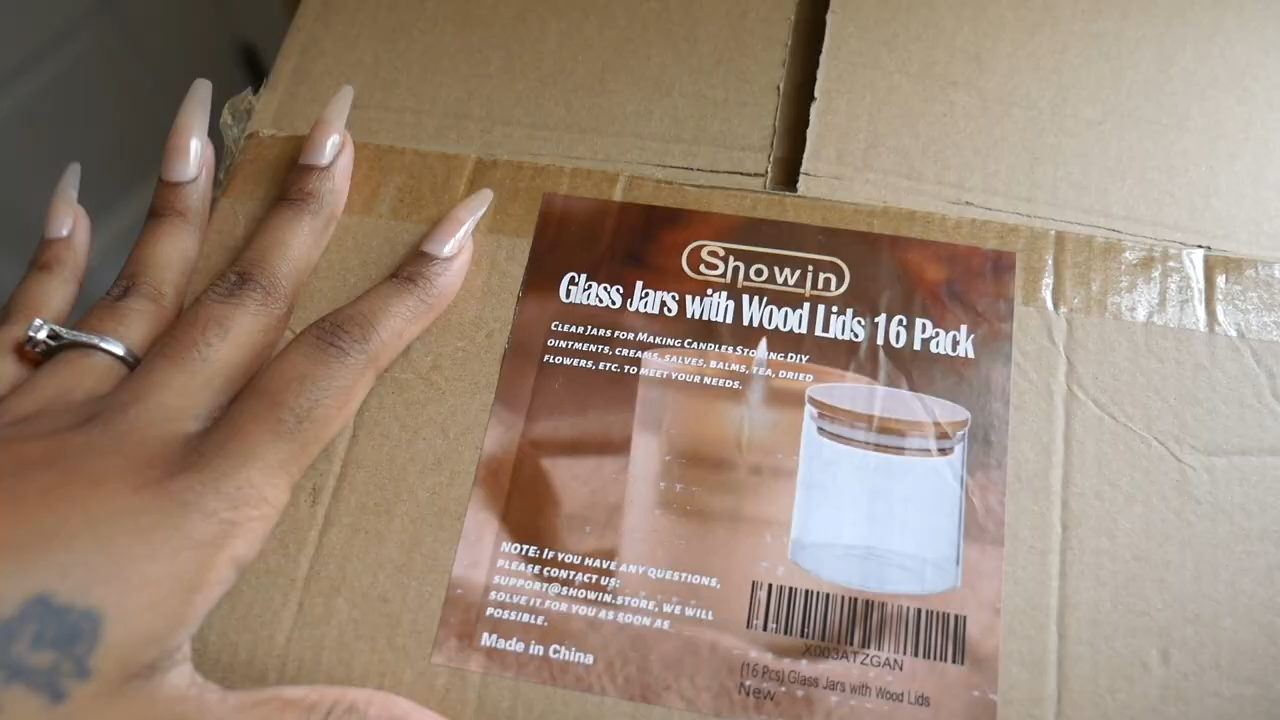 Showin
Glass Jars with Wood Lids 16 Pack
Clear Jars for Making Candles Storing DIY
ointments, creams, salves, balms, tea, dried
flowers, etc. to meet your needs.
NOTE: If you have any questions,
please contact us:
support@showin.store, we will
solve it for you as soon as
possible.
Made in China
X003ATZGAN
(16 Pcs) Glass Jars with Wood Lids
New